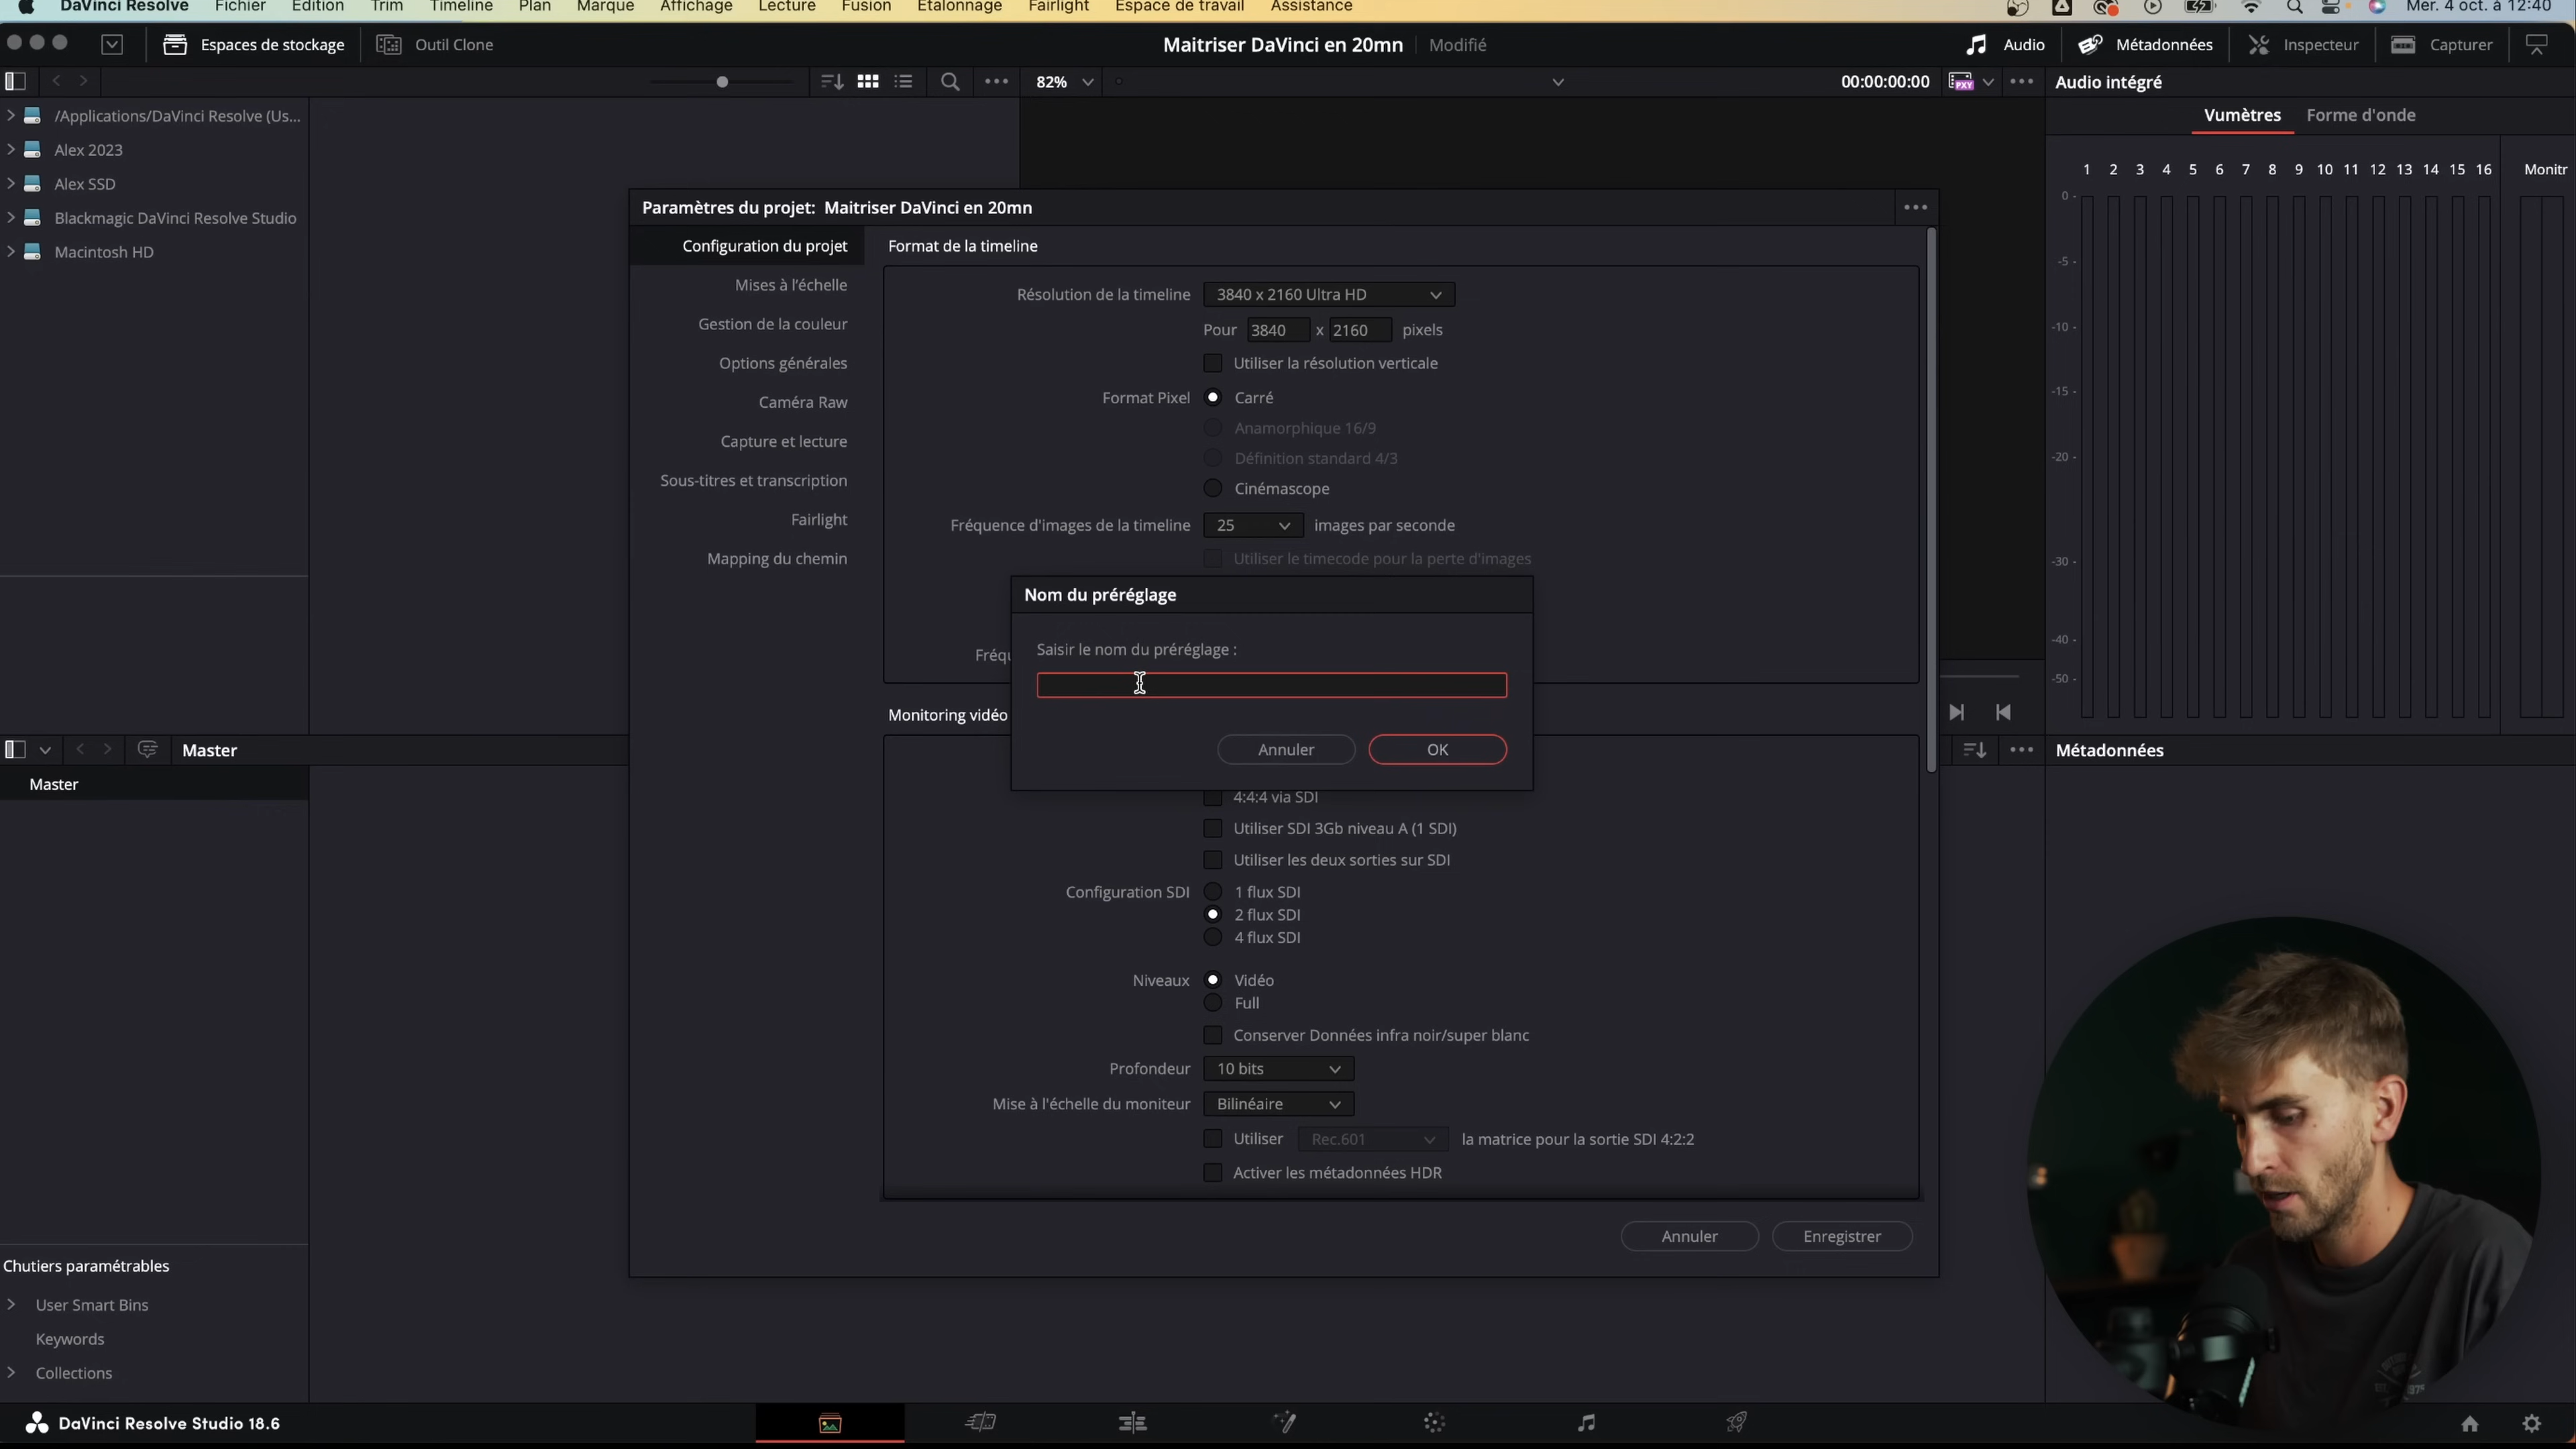 DaVinci Resolve Fichier Edition Trim Timeline Plan Marque Affichage Lecture Fusion Etalonnage Fairlight Espace de travail Assistance Mer. 4 oct. à 12:40
Espaces de stockage Outil Clone Maitriser DaVinci en 20mn Modifié Audio Métadonnées Inspecteur Capturer
82% 00:00:00:00 PXY Audio intégré
/Applications/DaVinci Resolve (Us...
Alex 2023
Alex SSD
Blackmagic DaVinci Resolve Studio
Macintosh HD
Vumètres Forme d'onde
1 2 3 4 5 6 7 8 9 10 11 12 13 14 15 16 Monitr
0 -
-5 -
-10 -
-15 -
-20 -
-30 -
-40 -
-50 -
Paramètres du projet: Maitriser DaVinci en 20mn
Configuration du projet
Mises à l'échelle
Gestion de la couleur
Options générales
Caméra Raw
Capture et lecture
Sous-titres et transcription
Fairlight
Mapping du chemin
Format de la timeline
Résolution de la timeline 3840 x 2160 Ultra HD
Pour 3840 x 2160 pixels
Utiliser la résolution verticale
Format Pixel Carré
Anamorphique 16/9
Définition standard 4/3
Cinémascope
Fréquence d'images de la timeline 25 images par seconde
Utiliser le timecode pour la perte d'images
Nom du préréglage
Saisir le nom du préréglage :
Annuler OK
Fréqu
Monitoring vidéo
4:4:4 via SDI
Utiliser SDI 3Gb niveau A (1 SDI)
Utiliser les deux sorties sur SDI
Configuration SDI 1 flux SDI
2 flux SDI
4 flux SDI
Niveaux Vidéo
Full
Conserver Données infra noir/super blanc
Profondeur 10 bits
Mise à l'échelle du moniteur Bilinéaire
Utiliser Rec.601 la matrice pour la sortie SDI 4:2:2
Activer les métadonnées HDR
Annuler Enregistrer
Master
Master
Métadonnées
Chutiers paramétrables
User Smart Bins
Keywords
Collections
DaVinci Resolve Studio 18.6